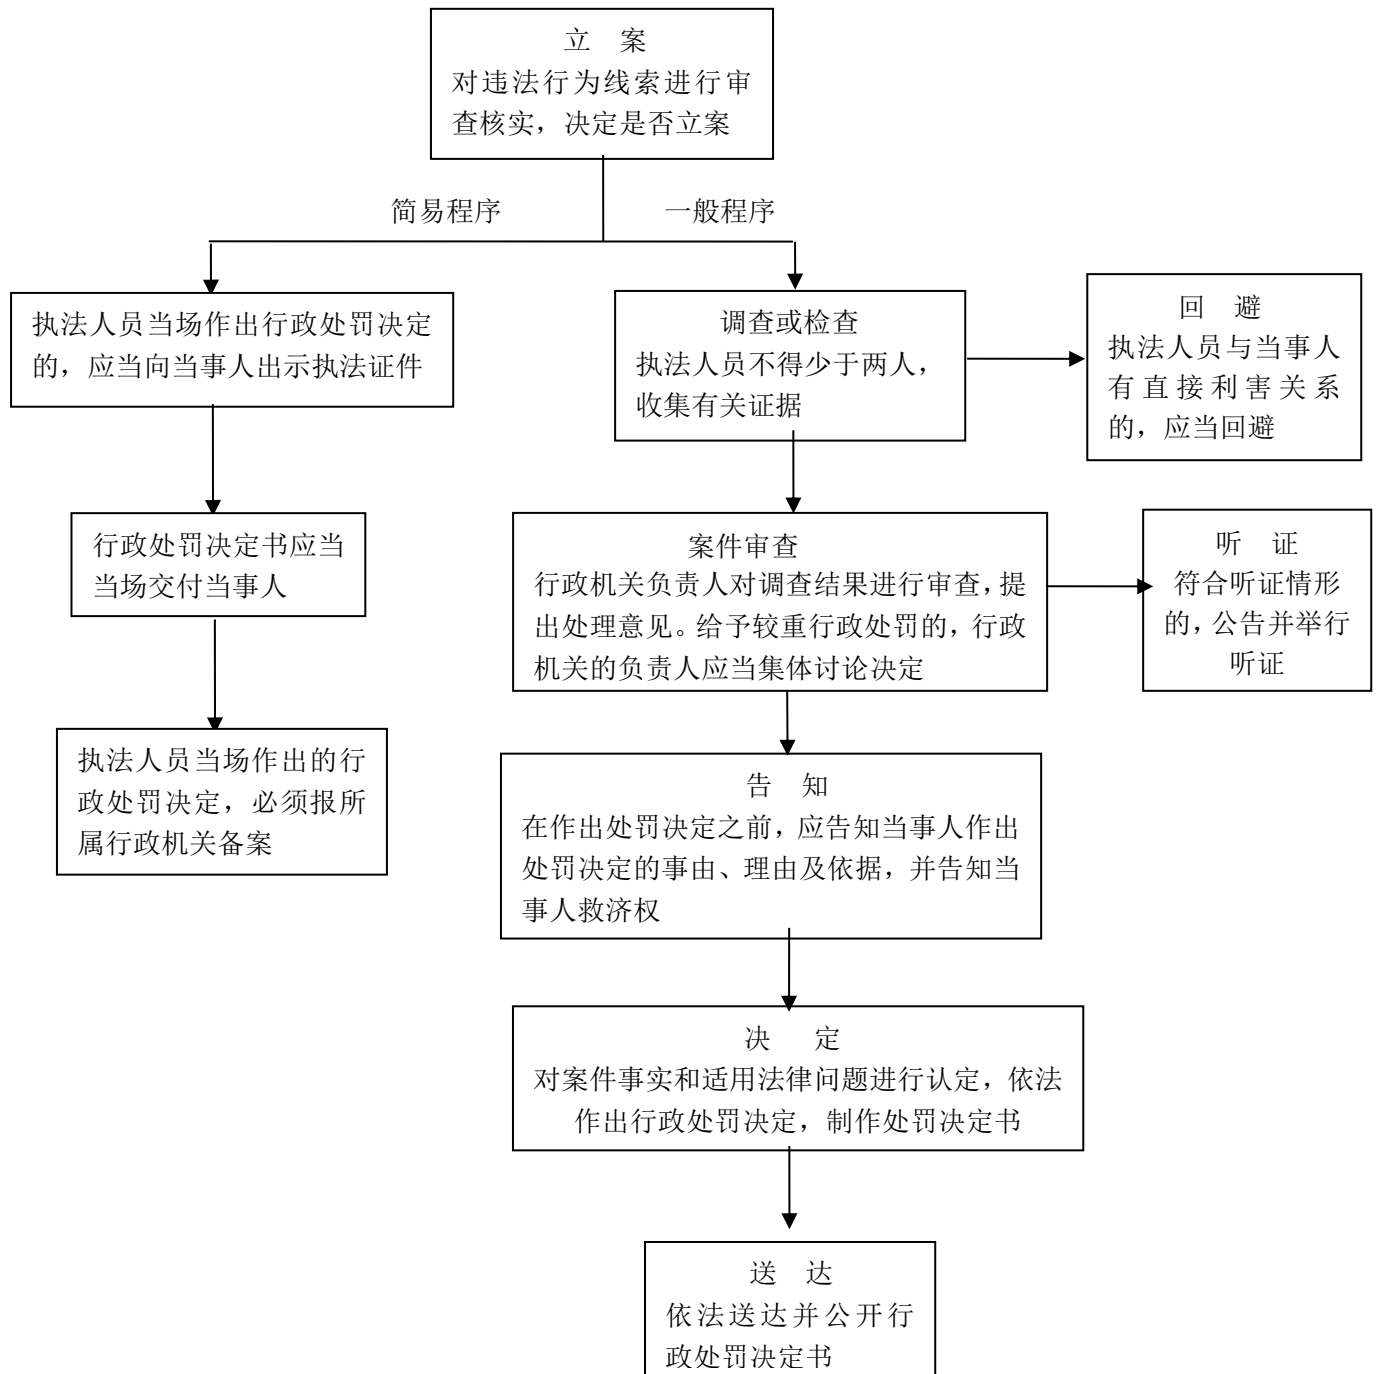 立 案
对违法行为线索进行审
查核实，决定是否立案
简易程序
一般程序
执法人员当场作出行政处罚决定
的，应当向当事人出示执法证件
调查或检查
执法人员不得少于两人，
收集有关证据
回 避
执法人员与当事人
有直接利害关系
的，应当回避
行政处罚决定书应当
当场交付当事人
案件审查
行政机关负责人对调查结果进行审查，提
出处理意见。给予较重行政处罚的，行政
机关的负责人应当集体讨论决定
听 证
符合听证情形
的，公告并举行
听证
执法人员当场作出的行
政处罚决定，必须报所
属行政机关备案
告 知
在作出处罚决定之前，应告知当事人作出
处罚决定的事由、理由及依据，并告知当
事人救济权
决 定
对案件事实和适用法律问题进行认定，依法
作出行政处罚决定，制作处罚决定书
送 达
依法送达并公开行
政处罚决定书